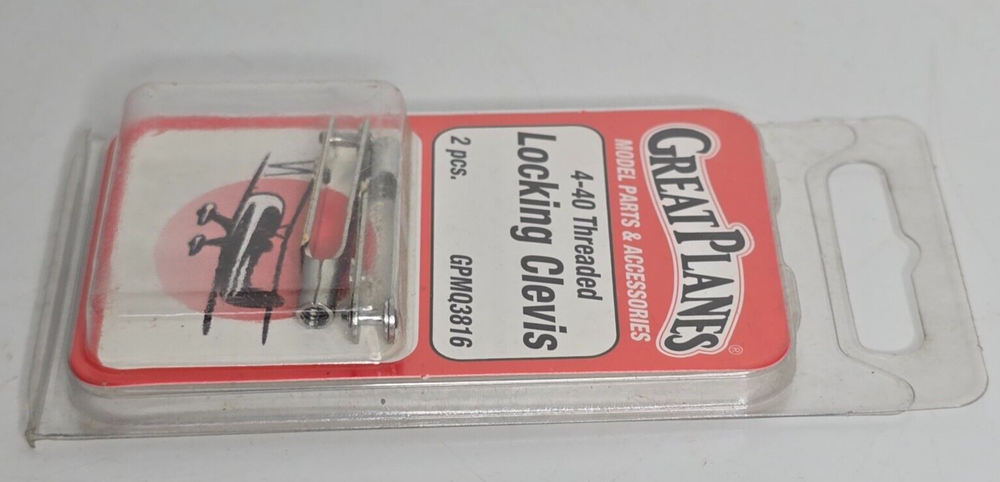 GREAT PLANES®
MODEL PARTS & ACCESSORIES
4-40 Threaded
Locking Clevis
2 pcs. GPMQ3816